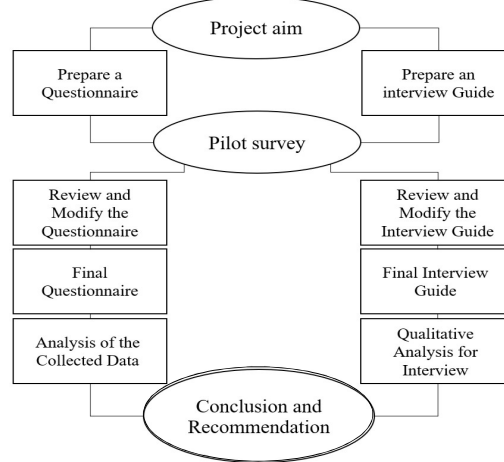 Project aim
Prepare a
Questionnaire
Prepare an
interview Guide
Pilot survey
Review and
Modify the
Questionnaire
Review and
Modify the
Interview Guide
Final
Questionnaire
Final Interview
Guide
Analysis of the
Collected Data
Qualitative
Analysis for
Interview
Conclusion and
Recommendation